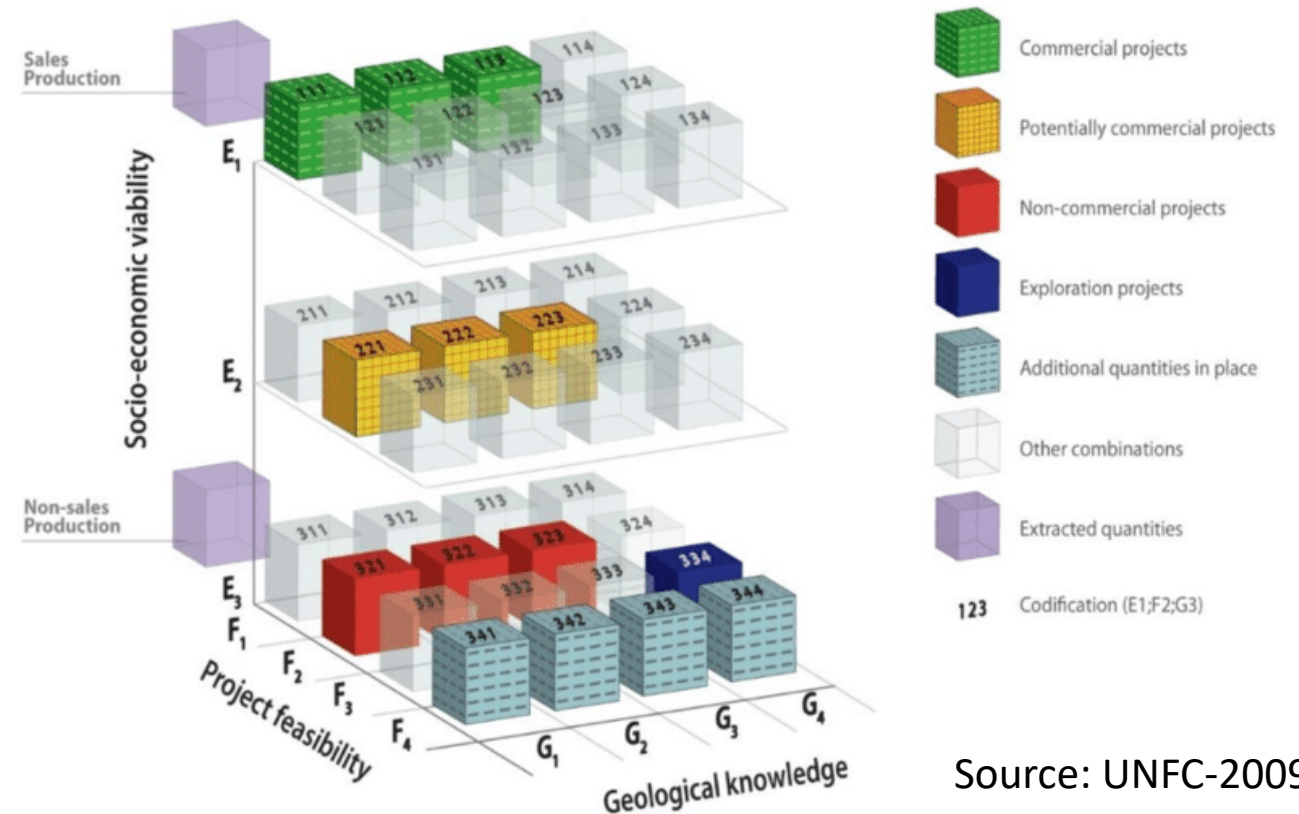 Sales
Production
Socio-economic viability
E1
111
112
113
114
121
122
123
124
131
132
133
134
E2
211
212
213
214
221
222
223
224
231
232
233
234
Non-sales
Production
E3
311
312
313
314
321
322
323
324
331
332
333
334
341
342
343
344
F1
F2
F3
F4
Project feasibility
G1
G2
G3
G4
Geological knowledge
Commercial projects
Potentially commercial projects
Non-commercial projects
Exploration projects
Additional quantities in place
Other combinations
Extracted quantities
123 Codification (E1;F2;G3)
Source: UNFC-2009